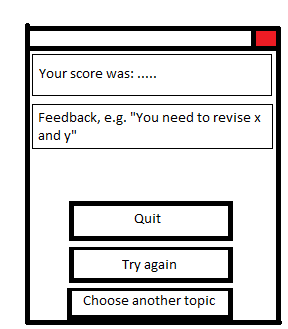 Your score was: .....
Feedback, e.g. "You need to revise x
and y"
Quit
Try again
Choose another topic